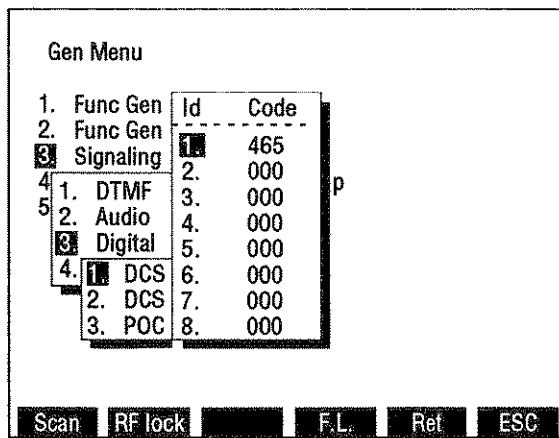 Gen Menu
1. Func Gen
2. Func Gen
3. Signaling
4
5
1. DTMF
2. Audio
3. Digital
4.
1. DCS
2. DCS
3. POC
Id Code
1. 465
2. 000
3. 000
4. 000
5. 000
6. 000
7. 000
8. 000
p
Scan RF lock F.L. Ref ESC